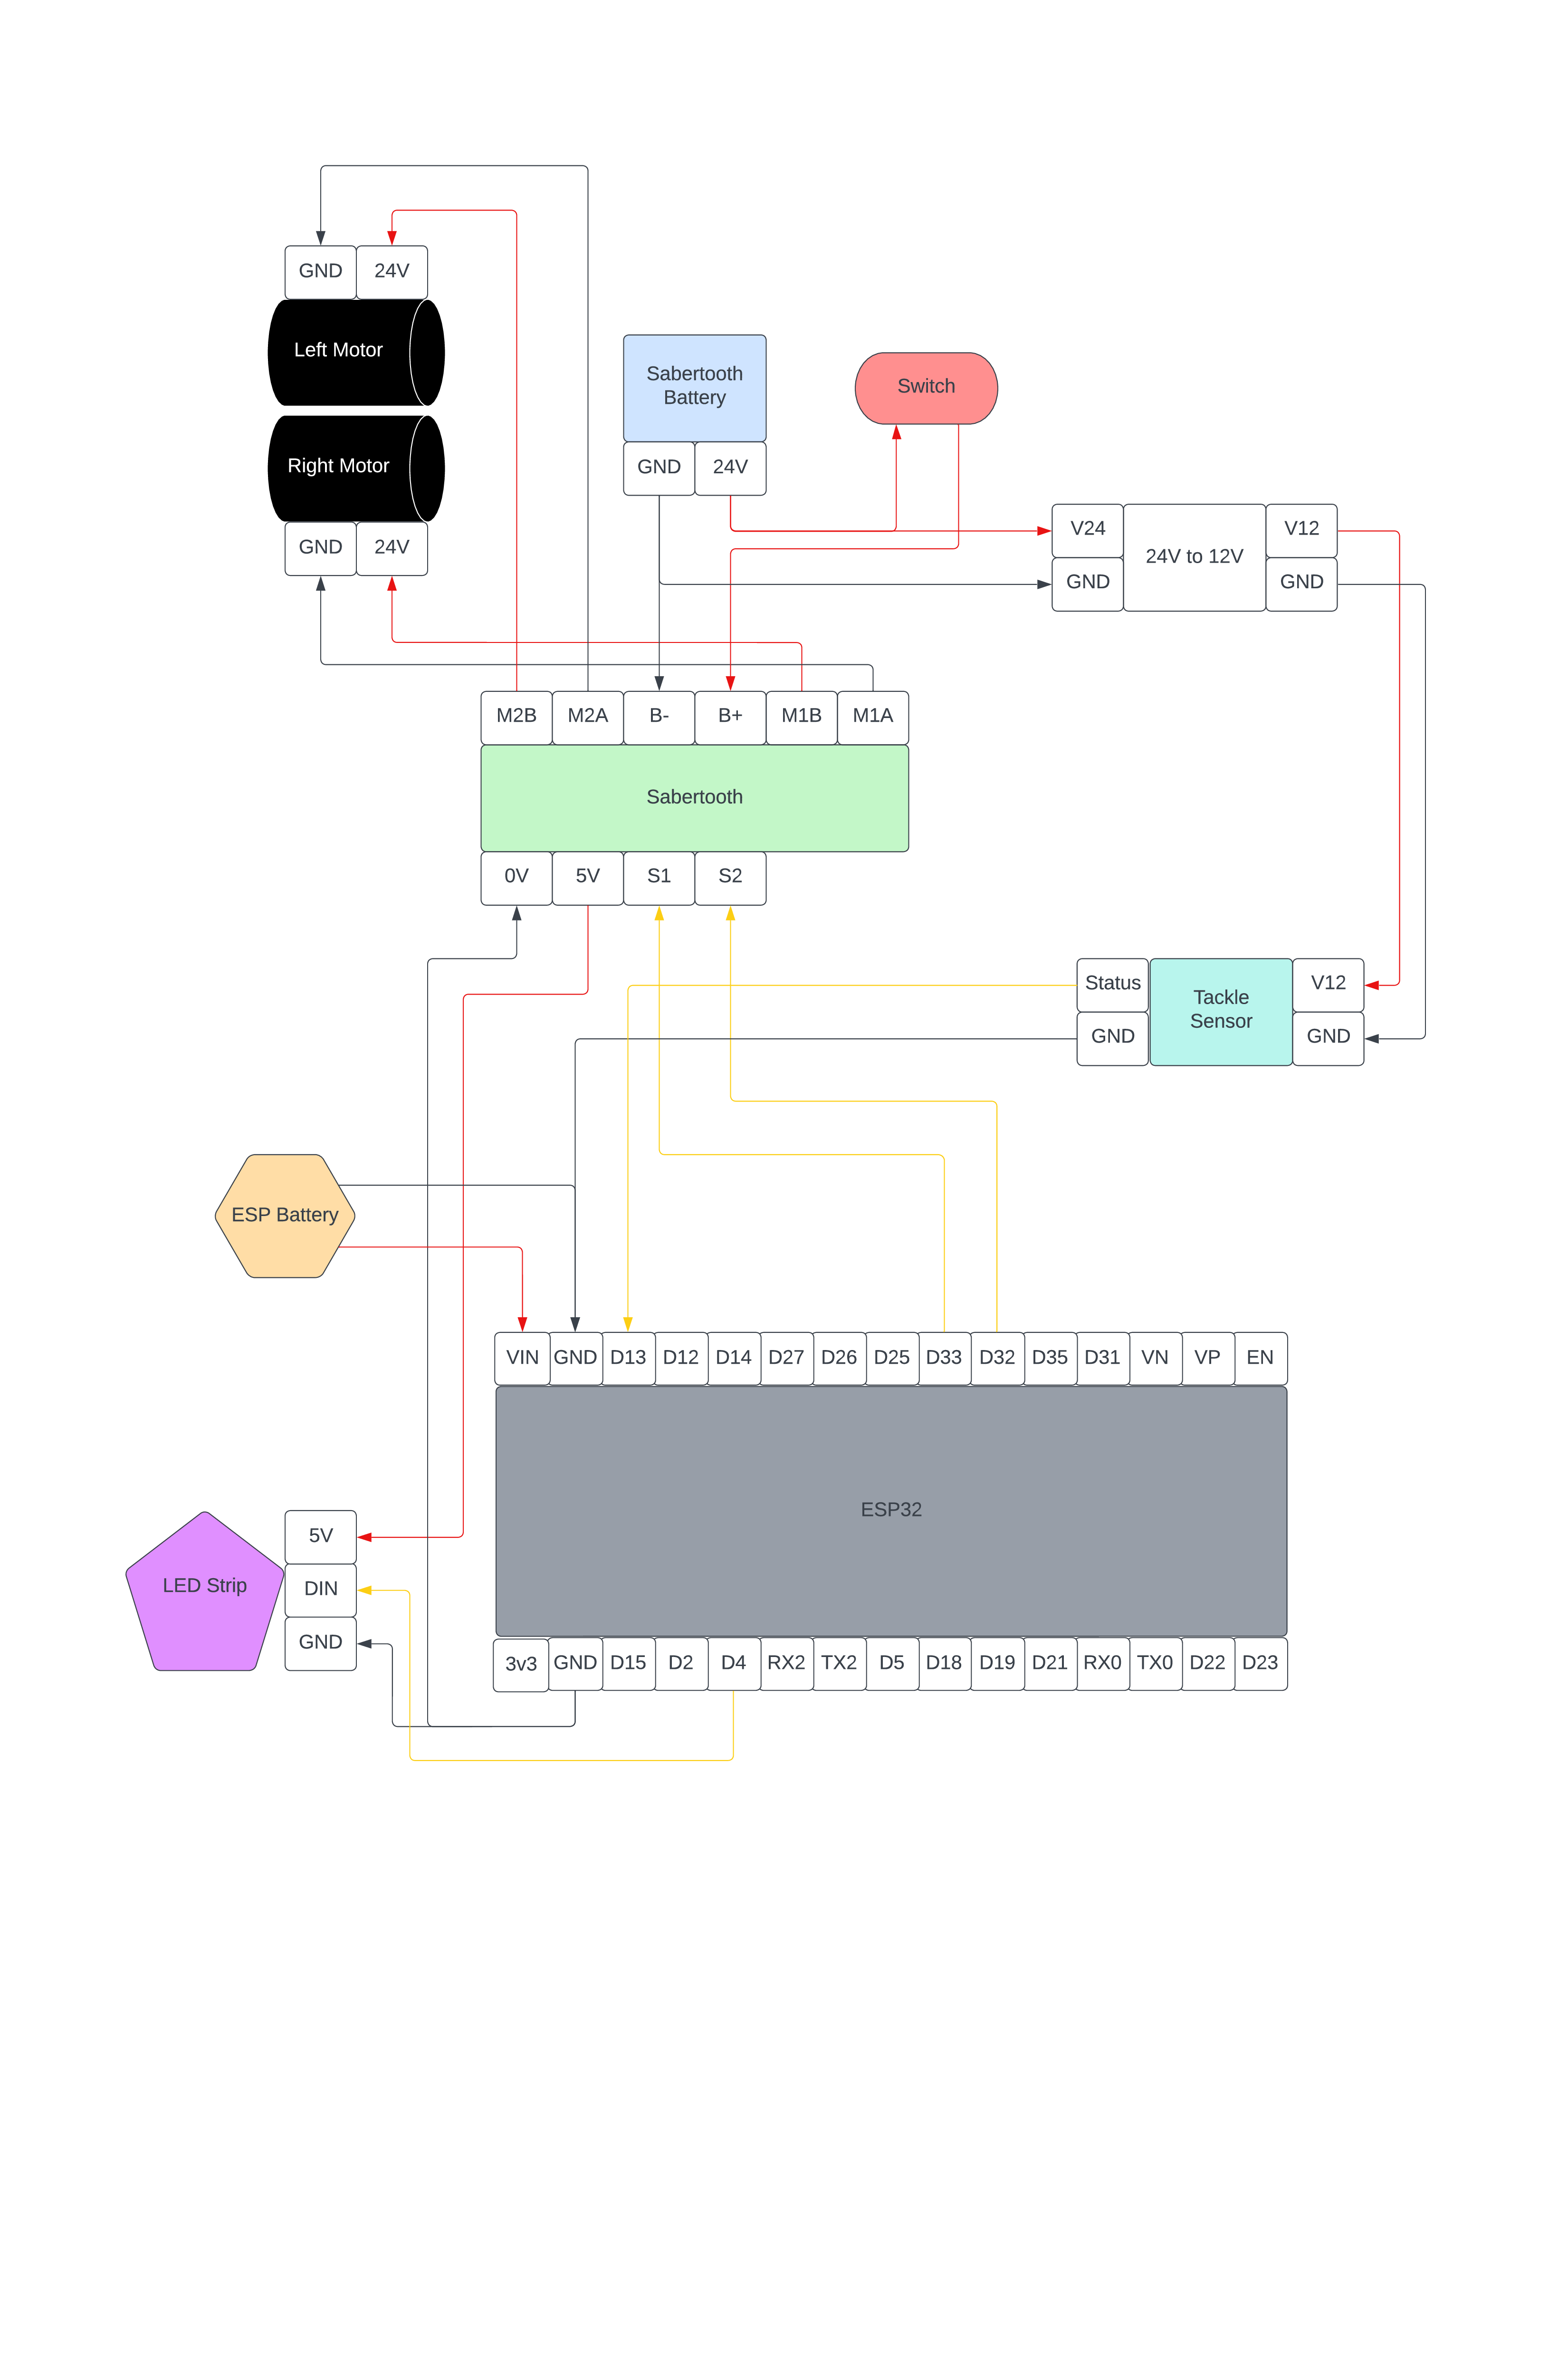 GND 24V
Left Motor
Right Motor
GND 24V
Sabertooth
Battery
GND 24V
Switch
V24
GND
24V to 12V
V12
GND
M2B M2A B- B+ M1B M1A
Sabertooth
0V 5V S1 S2
Status
GND
Tackle
Sensor
V12
GND
ESP Battery
VIN GND D13 D12 D14 D27 D26 D25 D33 D32 D35 D31 VN VP EN
ESP32
3v3 GND D15 D2 D4 RX2 TX2 D5 D18 D19 D21 RX0 TX0 D22 D23
LED Strip
5V
DIN
GND